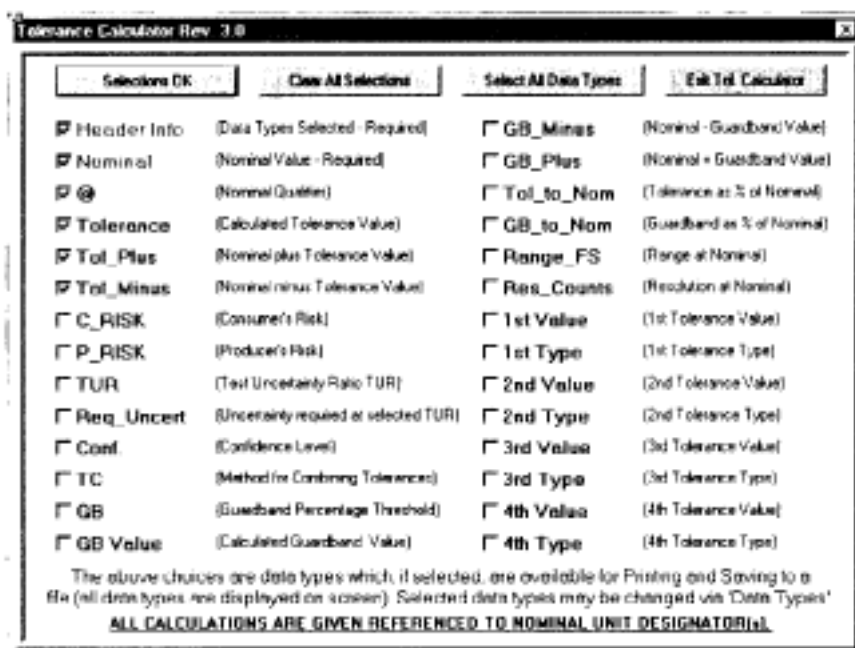 Tolerance Calculator Rev 3.0
Selections OK Clear All Selections Select All Data Types Exit Tol. Calculator
Header Info (Data Types Selected - Required) GB_Minus (Nominal - Guardband Value)
Nominal (Nominal Value - Required) GB_Plus (Nominal + Guardband Value)
@ (Nominal Qualifier) Tol_to_Nom (Tolerance as % of Nominal)
Tolerance (Calculated Tolerance Value) GB_to_Nom (Guardband as % of Nominal)
Tol_Plus (Nominal plus Tolerance Value) Range_FS (Range at Nominal)
Tol_Minus (Nominal minus Tolerance Value) Res_Counts (Resolution at Nominal)
C_RISK (Consumer's Risk) 1st Value (1st Tolerance Value)
P_RISK (Producer's Risk) 1st Type (1st Tolerance Type)
TUR (Test Uncertainty Ratio TUR) 2nd Value (2nd Tolerance Value)
Req_Uncert (Uncertainty required at selected TUR) 2nd Type (2nd Tolerance Type)
Conf. (Confidence Level) 3rd Value (3rd Tolerance Value)
TC (Method for Combining Tolerances) 3rd Type (3rd Tolerance Type)
GB (Guardband Percentage Threshold) 4th Value (4th Tolerance Value)
GB Value (Calculated Guardband Value) 4th Type (4th Tolerance Type)
The above choices are data types which, if selected, are available for Printing and Saving to a
file (all data types are displayed on screen). Selected data types may be changed via 'Data Types'
ALL CALCULATIONS ARE GIVEN REFERENCED TO NOMINAL UNIT DESIGNATOR(s).